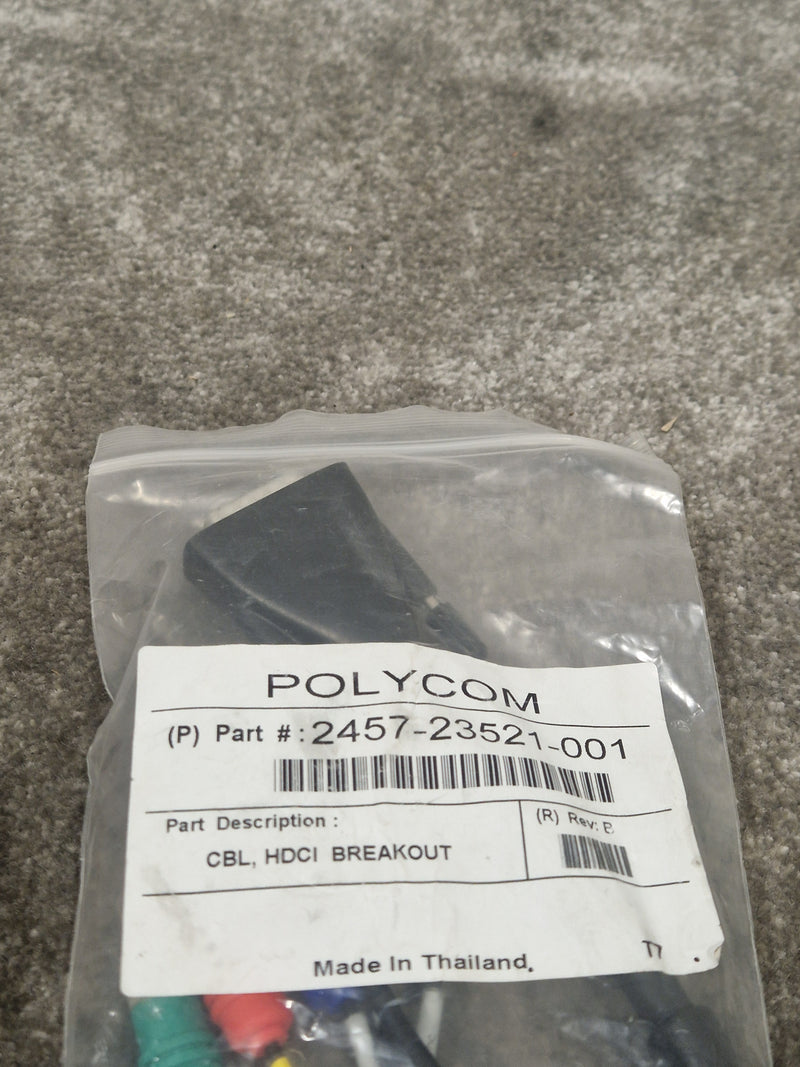 POLYCOM
(P) Part #: 2457-23521-001
Part Description :
(R) Rev: B
CBL, HDCI BREAKOUT
Made In Thailand.